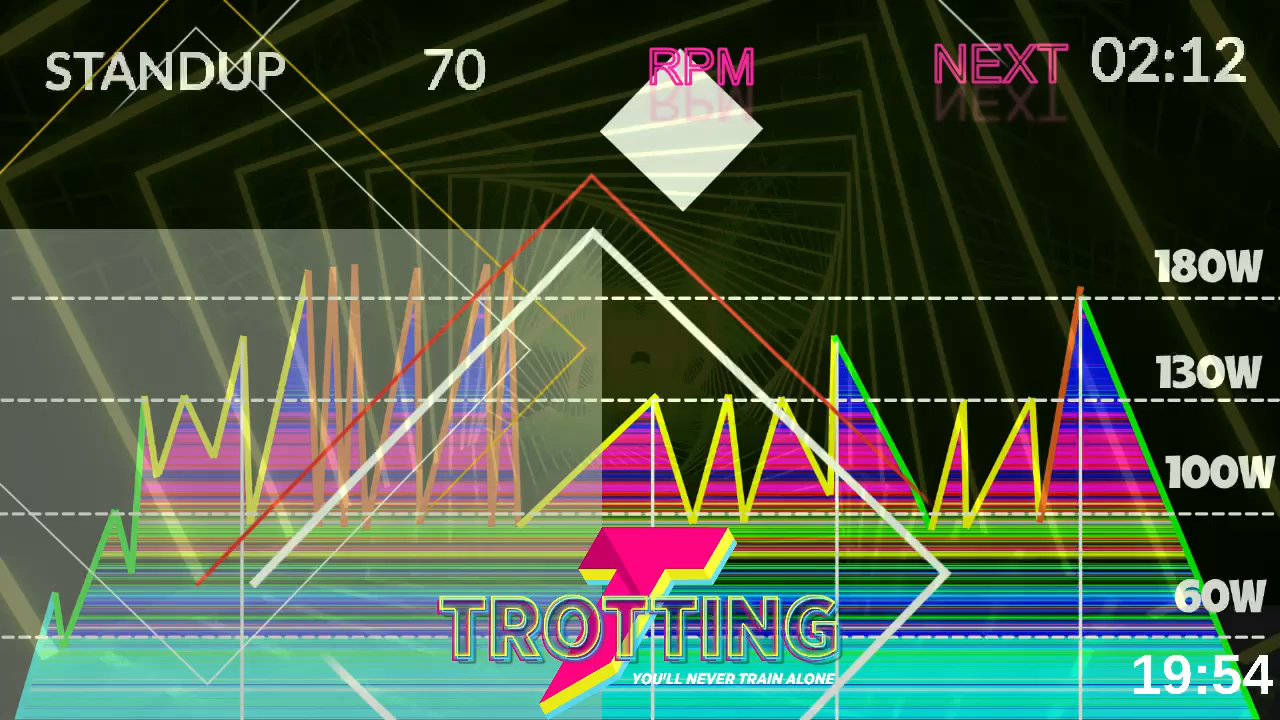 STANDUP 70 RPM NEXT 02:12
180W
130W
100W
60W
TROTTING
YOU'LL NEVER TRAIN ALONE
19:54